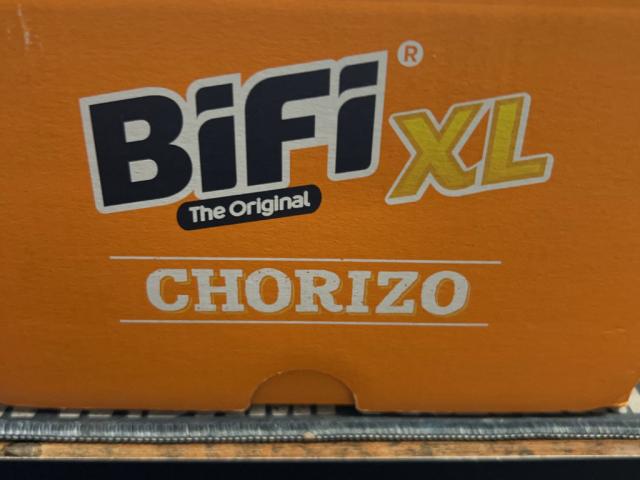 BiFi® XL
The Original
CHORIZO